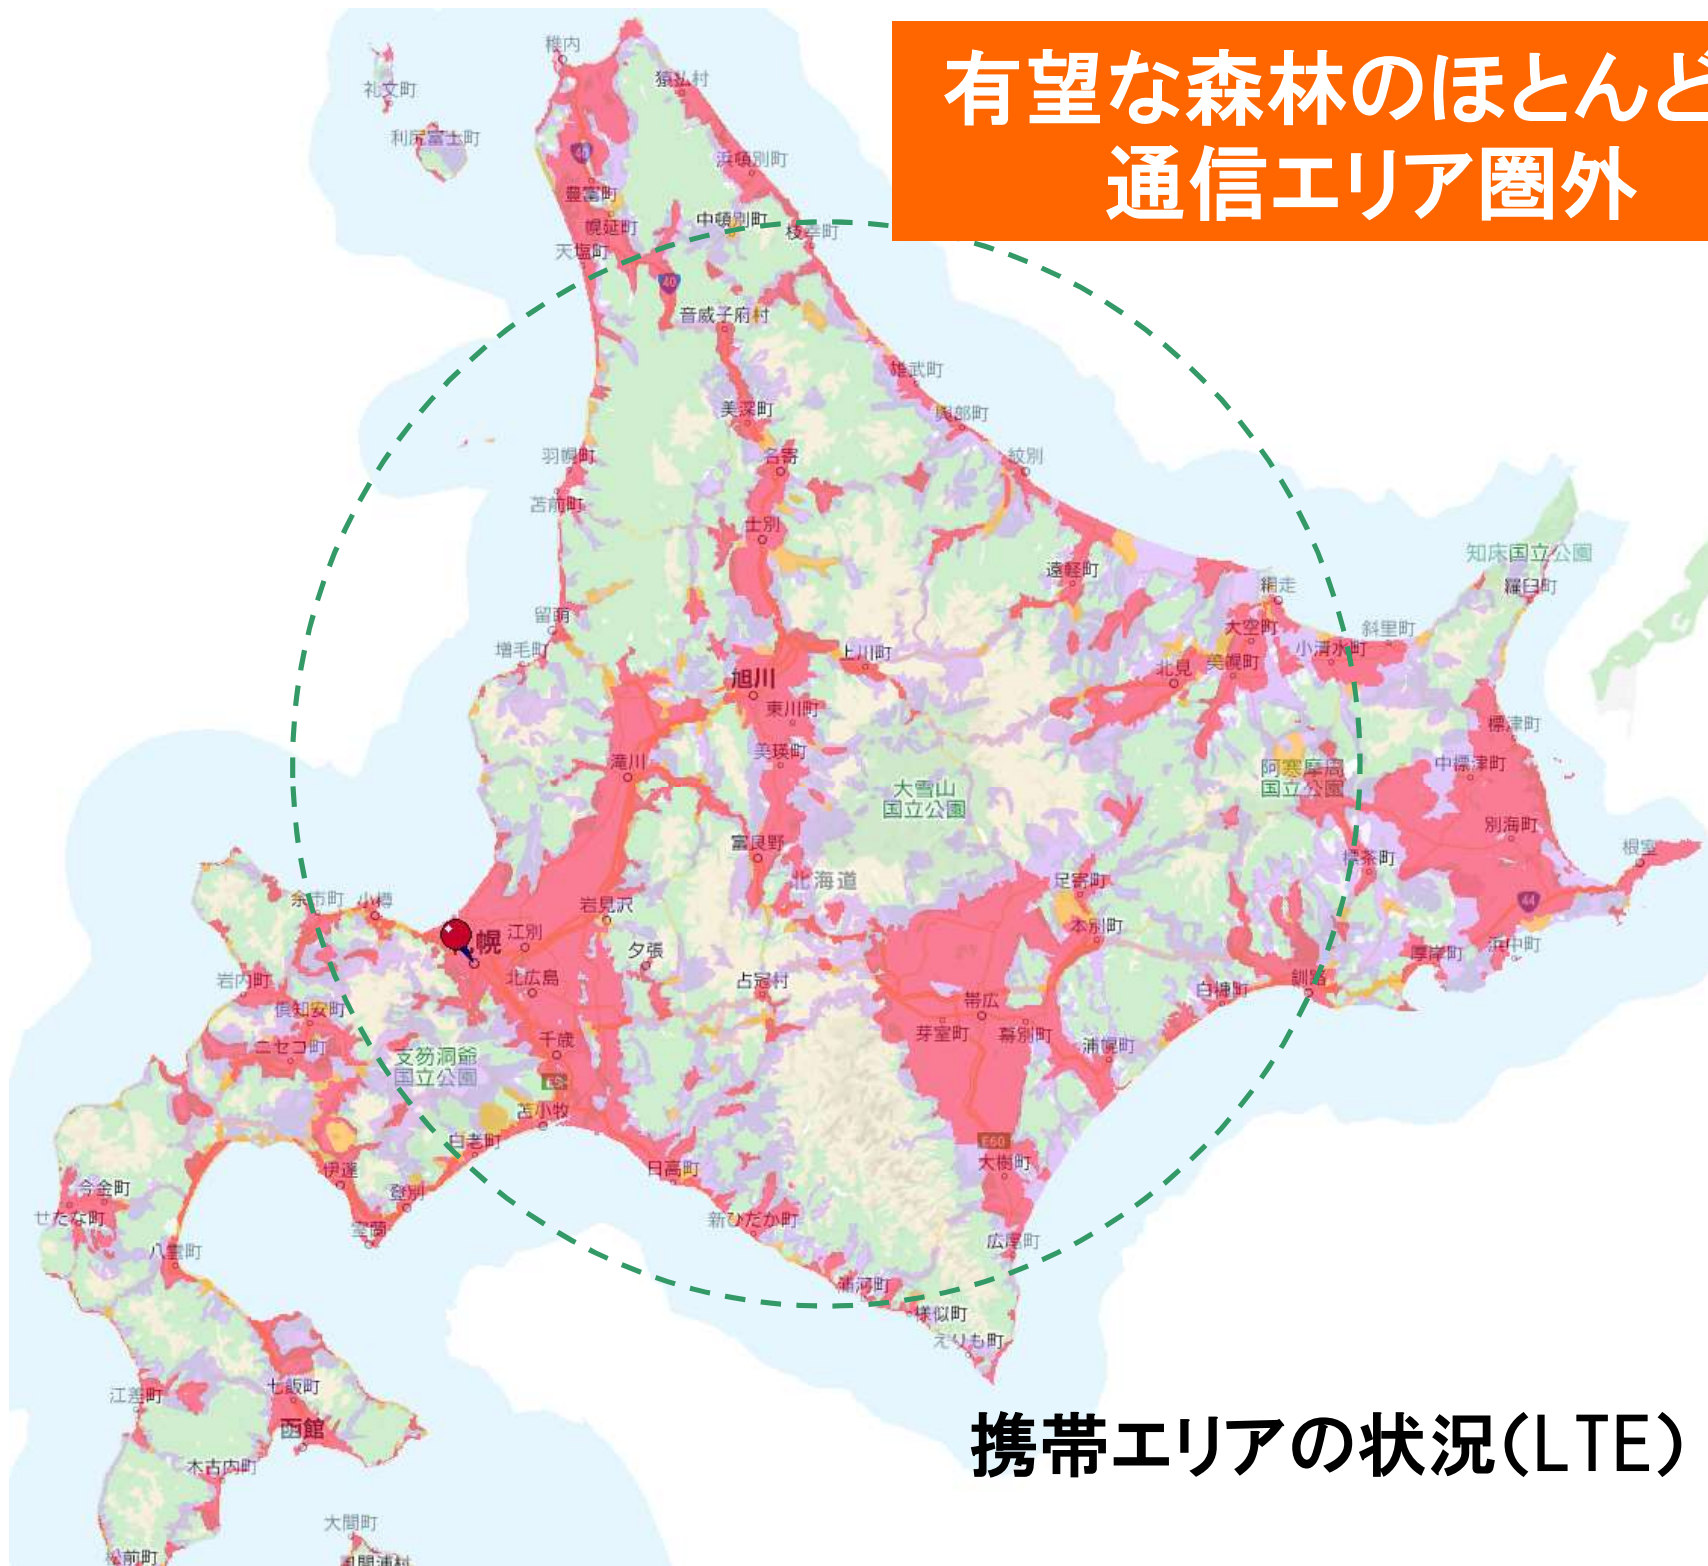 有望な森林のほとんど
通信エリア圏外
稚内
猿払村
礼文町
利尻富士町
浜頓別町
40
豊富町
中頓別町
幌延町
枝幸町
天塩町
40
音威子府村
雄武町
美深町
興部町
羽幌町
名寄
紋別
苫前町
士別
知床国立公園
遠軽町
網走
羅臼町
留萌
大空町
斜里町
増毛町
上川町
小清水町
北見
美幌町
旭川
東川町
標津町
美瑛町
滝川
中標津町
阿寒摩周
国立公園
大雪山
国立公園
別海町
富良野
根室
標茶町
北海道
足寄町
余市町
小樽
岩見沢
44
本別町
幌
江別
夕張
浜中町
厚岸町
岩内町
北広島
占冠村
釧路
白糠町
倶知安町
帯広
芽室町
幕別町
千歳
浦幌町
ニセコ町
支笏洞爺
国立公園
E5
苫小牧
白老町
E60
大樹町
伊達
日高町
今金町
登別
せたな町
新ひだか町
室蘭
広尾町
八雲町
浦河町
様似町
えりも町
七飯町
江差町
函館
携帯エリアの状況(LTE)
木古内町
大間町
松前町
風間浦村